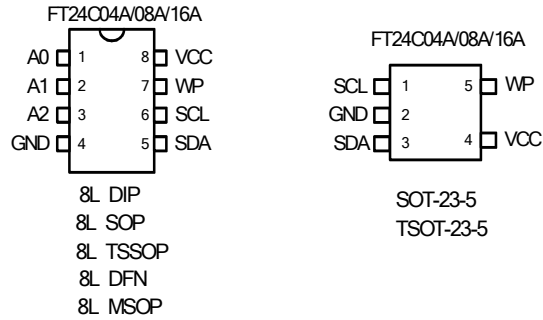 FT24C04A/08A/16A
A0 1 8 VCC
A1 2 7 WP
A2 3 6 SCL
GND 4 5 SDA
8L DIP
8L SOP
8L TSSOP
8L DFN
8L MSOP
FT24C04A/08A/16A
SCL 1 5 WP
GND 2
SDA 3 4 VCC
SOT-23-5
TSOT-23-5